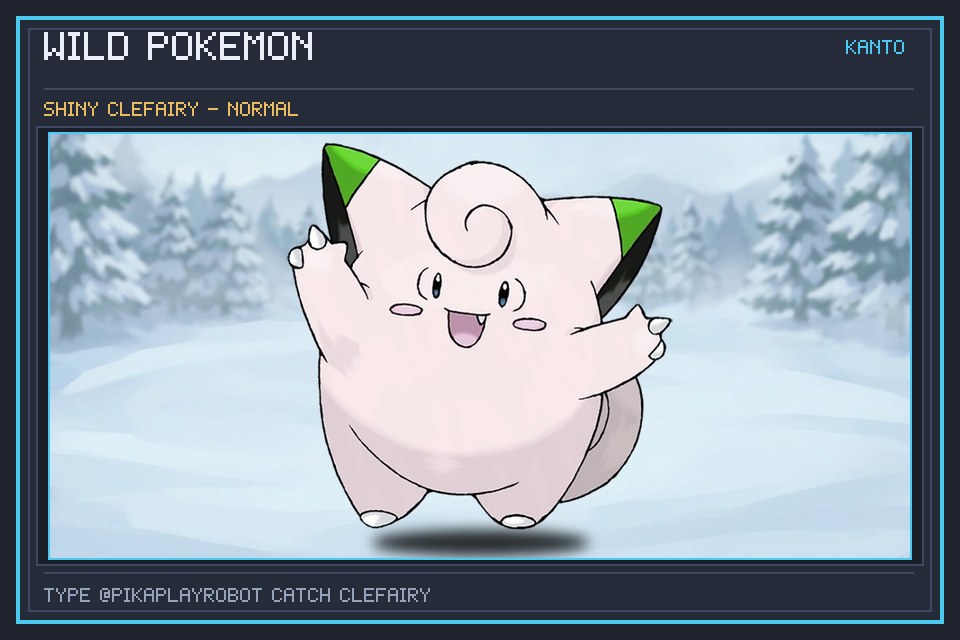 WILD POKEMON
KANTO
SHINY CLEFAIRY - NORMAL
TYPE @PIKAPLAYROBOT CATCH CLEFAIRY